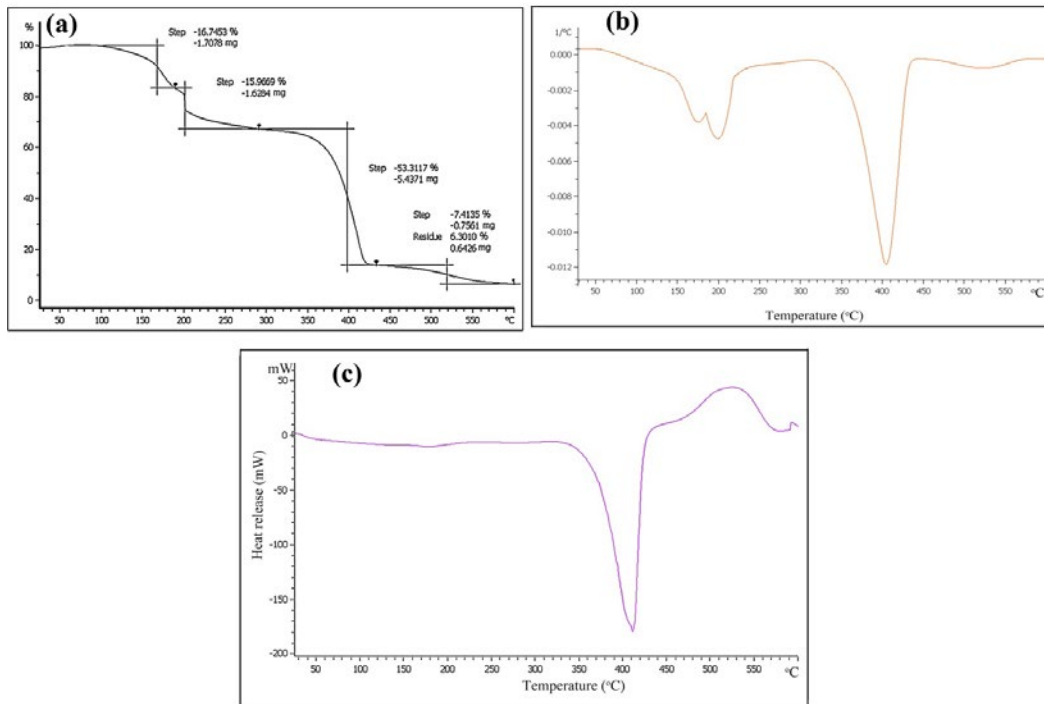 (a)
%
Step -16.7453 %
-1.7078 mg
Step -15.9669 %
-1.6284 mg
Step -53.3117 %
-5.4371 mg
Step -7.4135 %
-0.7561 mg
Residue 6.3010 %
0.6426 mg
100
80
60
40
20
0
50 100 150 200 250 300 350 400 450 500 550 °C
(b)
1/°C
0.000
-0.002
-0.004
-0.006
-0.008
-0.010
-0.012
50 100 150 200 250 300 350 400 450 500 550 °C
Temperature (°C)
(c)
mW
50
0
-50
-100
-150
-200
Heat release (mW)
50 100 150 200 250 300 350 400 450 500 550 °C
Temperature (°C)